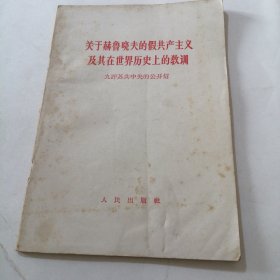 关于赫鲁晓夫的假共产主义
及其在世界历史上的教训
九评苏共中央的公开信
人民出版社